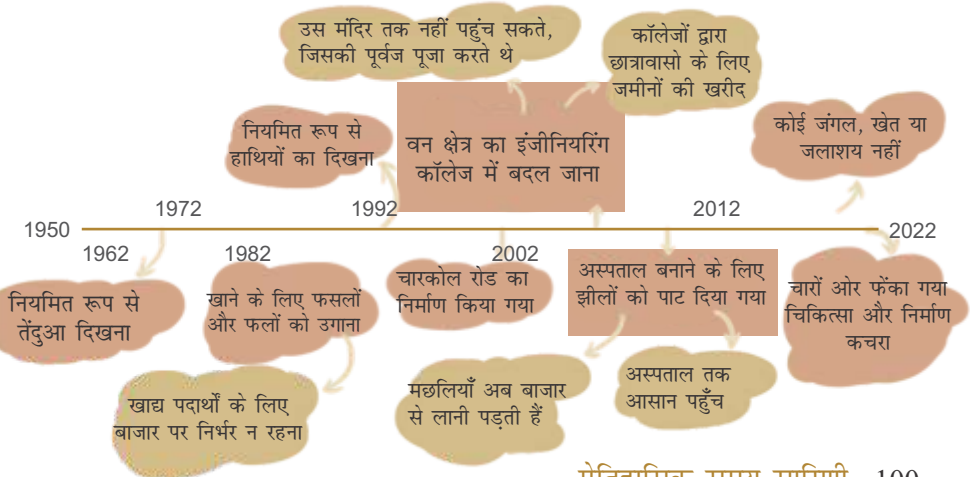 उस मंदिर तक नहीं पहुंच सकते,
जिसकी पूर्वज पूजा करते थे
कॉलेजों द्वारा
छात्रावासो के लिए
जमीनों की खरीद
नियमित रूप से
हाथियों का दिखना
वन क्षेत्र का इंजीनियरिंग
कॉलेज में बदल जाना
कोई जंगल, खेत या
जलाशय नहीं
1972
1992
2012
1950
2022
1962
1982
2002
नियमित रूप से
तेंदुआ दिखना
खाने के लिए फसलों
और फलों को उगाना
चारकोल रोड का
निर्माण किया गया
अस्पताल बनाने के लिए
झीलों को पाट दिया गया
चारों ओर फेंका गया
चिकित्सा और निर्माण
कचरा
खाद्य पदार्थों के लिए
बाजार पर निर्भर न रहना
मछलियाँ अब बाजार
से लानी पड़ती हैं
अस्पताल तक
आसान पहुँच